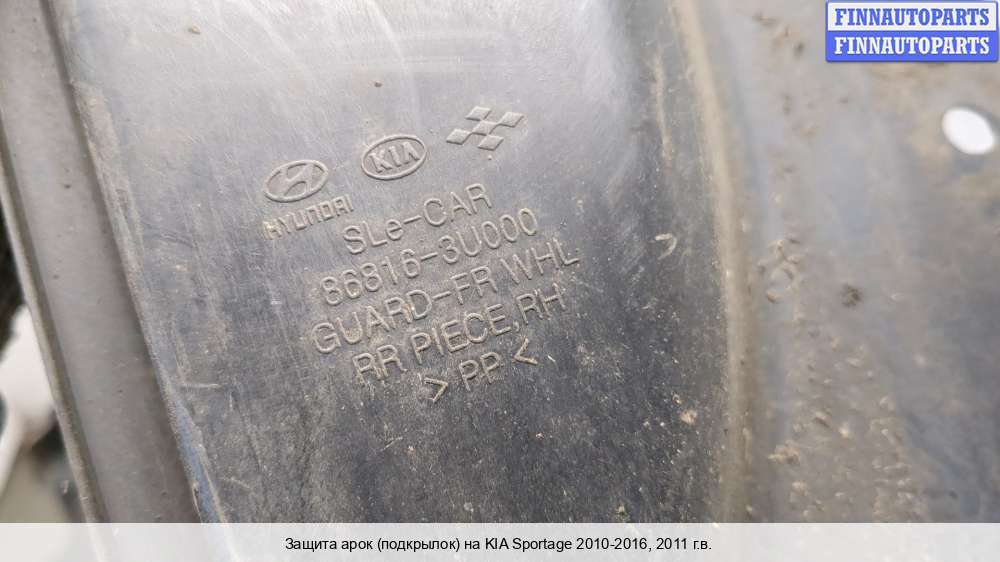 FINNAUTOPARTS
FINNAUTOPARTS
HYUNDAI
KIA
SLe-CAR
86816-3U000
GUARD-FR WHL
RR PIECE,RH
> PP <
Защита арок (подкрылок) на KIA Sportage 2010-2016, 2011 г.в.